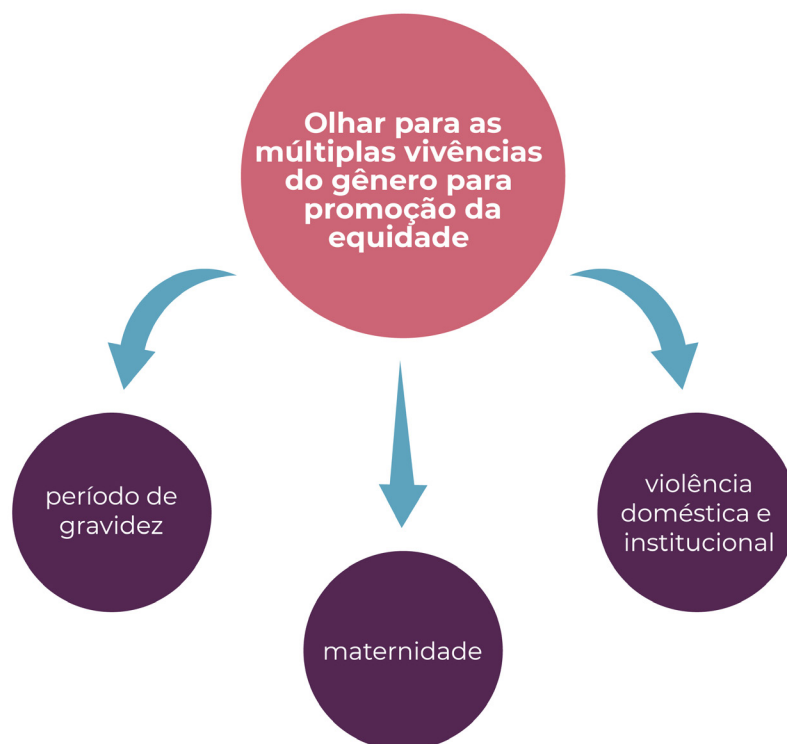 Olhar para as
múltiplas vivências
do gênero para
promoção da
equidade
período de
gravidez
maternidade
violência
doméstica e
institucional